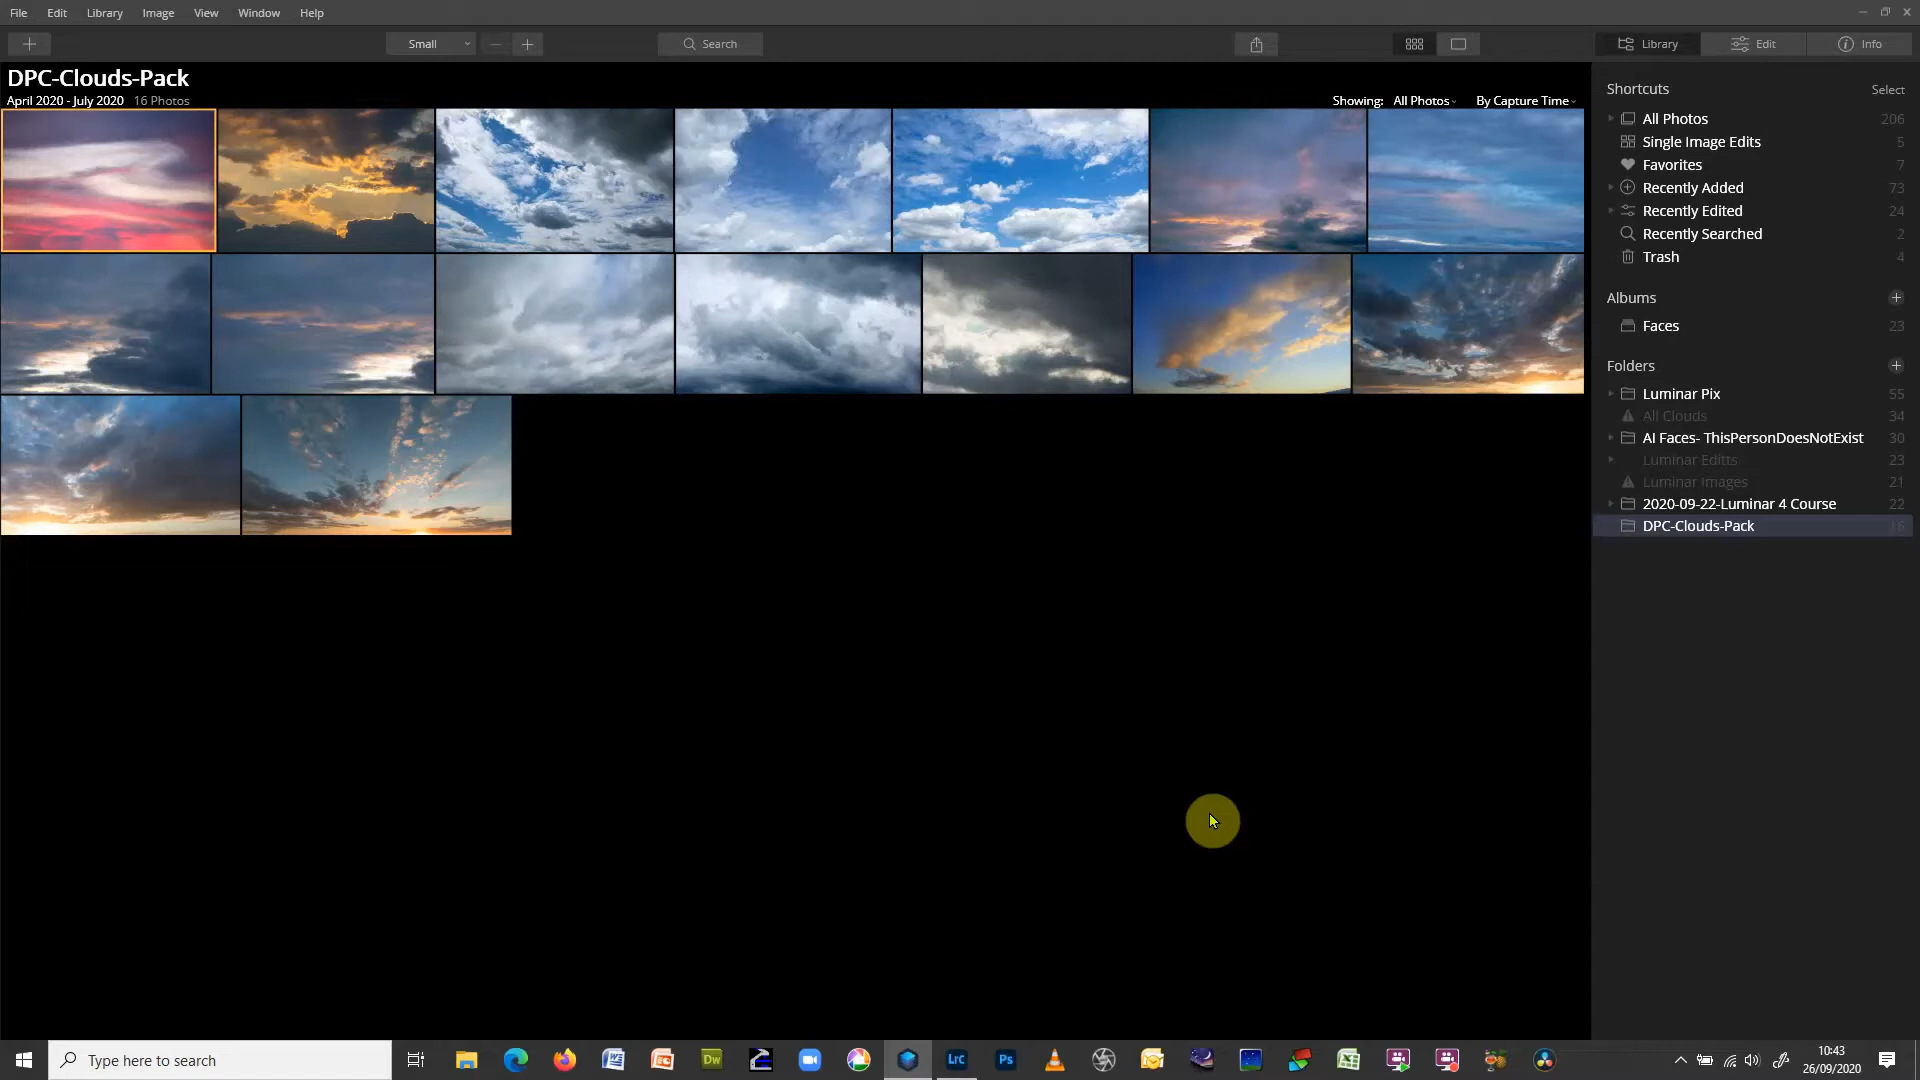 File Edit Library Image View Window Help
Small Search Library Edit Info
DPC-Clouds-Pack
April 2020 - July 2020 16 Photos Showing: All Photos By Capture Time
Shortcuts Select
All Photos 206
Single Image Edits 5
Favorites 7
Recently Added 73
Recently Edited 24
Recently Searched 2
Trash 4
Albums
Faces 23
Folders
Luminar Pix 55
All Clouds 34
AI Faces- ThisPersonDoesNotExist 30
Luminar Editts 23
Luminar Images 21
2020-09-22-Luminar 4 Course 22
DPC-Clouds-Pack 16
Type here to search Dw LrC Ps 10:43
26/09/2020